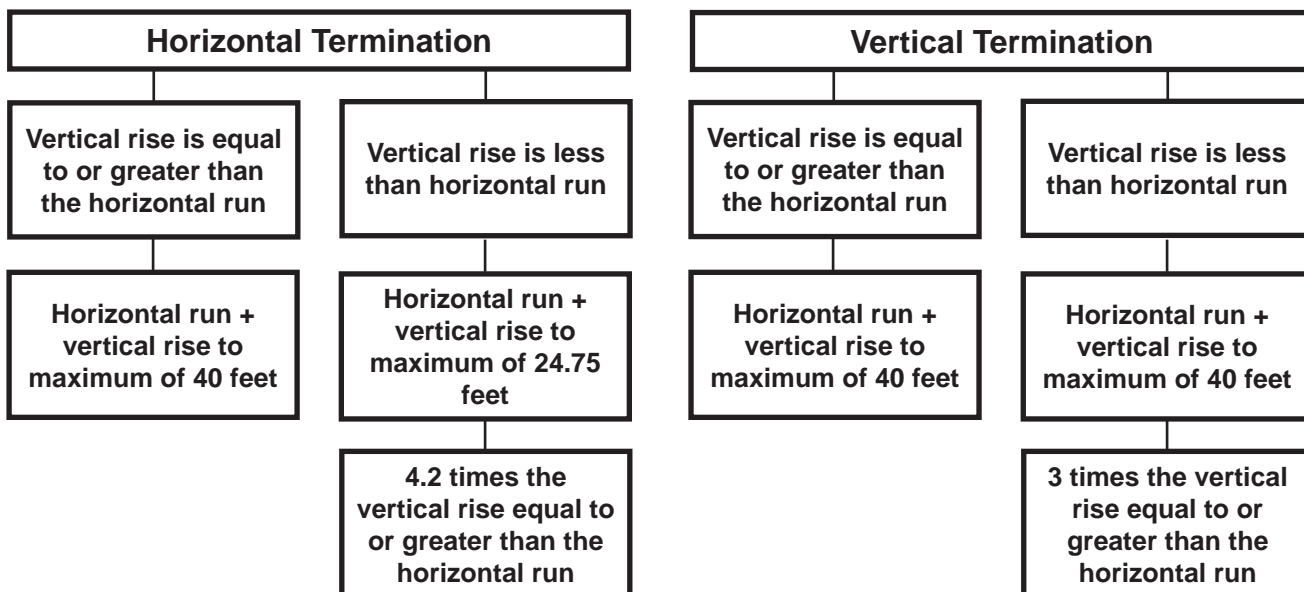 Horizontal Termination
Vertical rise is equal
to or greater than
the horizontal run
Horizontal run +
vertical rise to
maximum of 40 feet
Vertical rise is less
than horizontal run
Horizontal run +
vertical rise to
maximum of 24.75
feet
4.2 times the
vertical rise equal to
or greater than the
horizontal run
Vertical Termination
Vertical rise is equal
to or greater than
the horizontal run
Horizontal run +
vertical rise to
maximum of 40 feet
Vertical rise is less
than horizontal run
Horizontal run +
vertical rise to
maximum of 40 feet
3 times the vertical
rise equal to or
greater than the
horizontal run